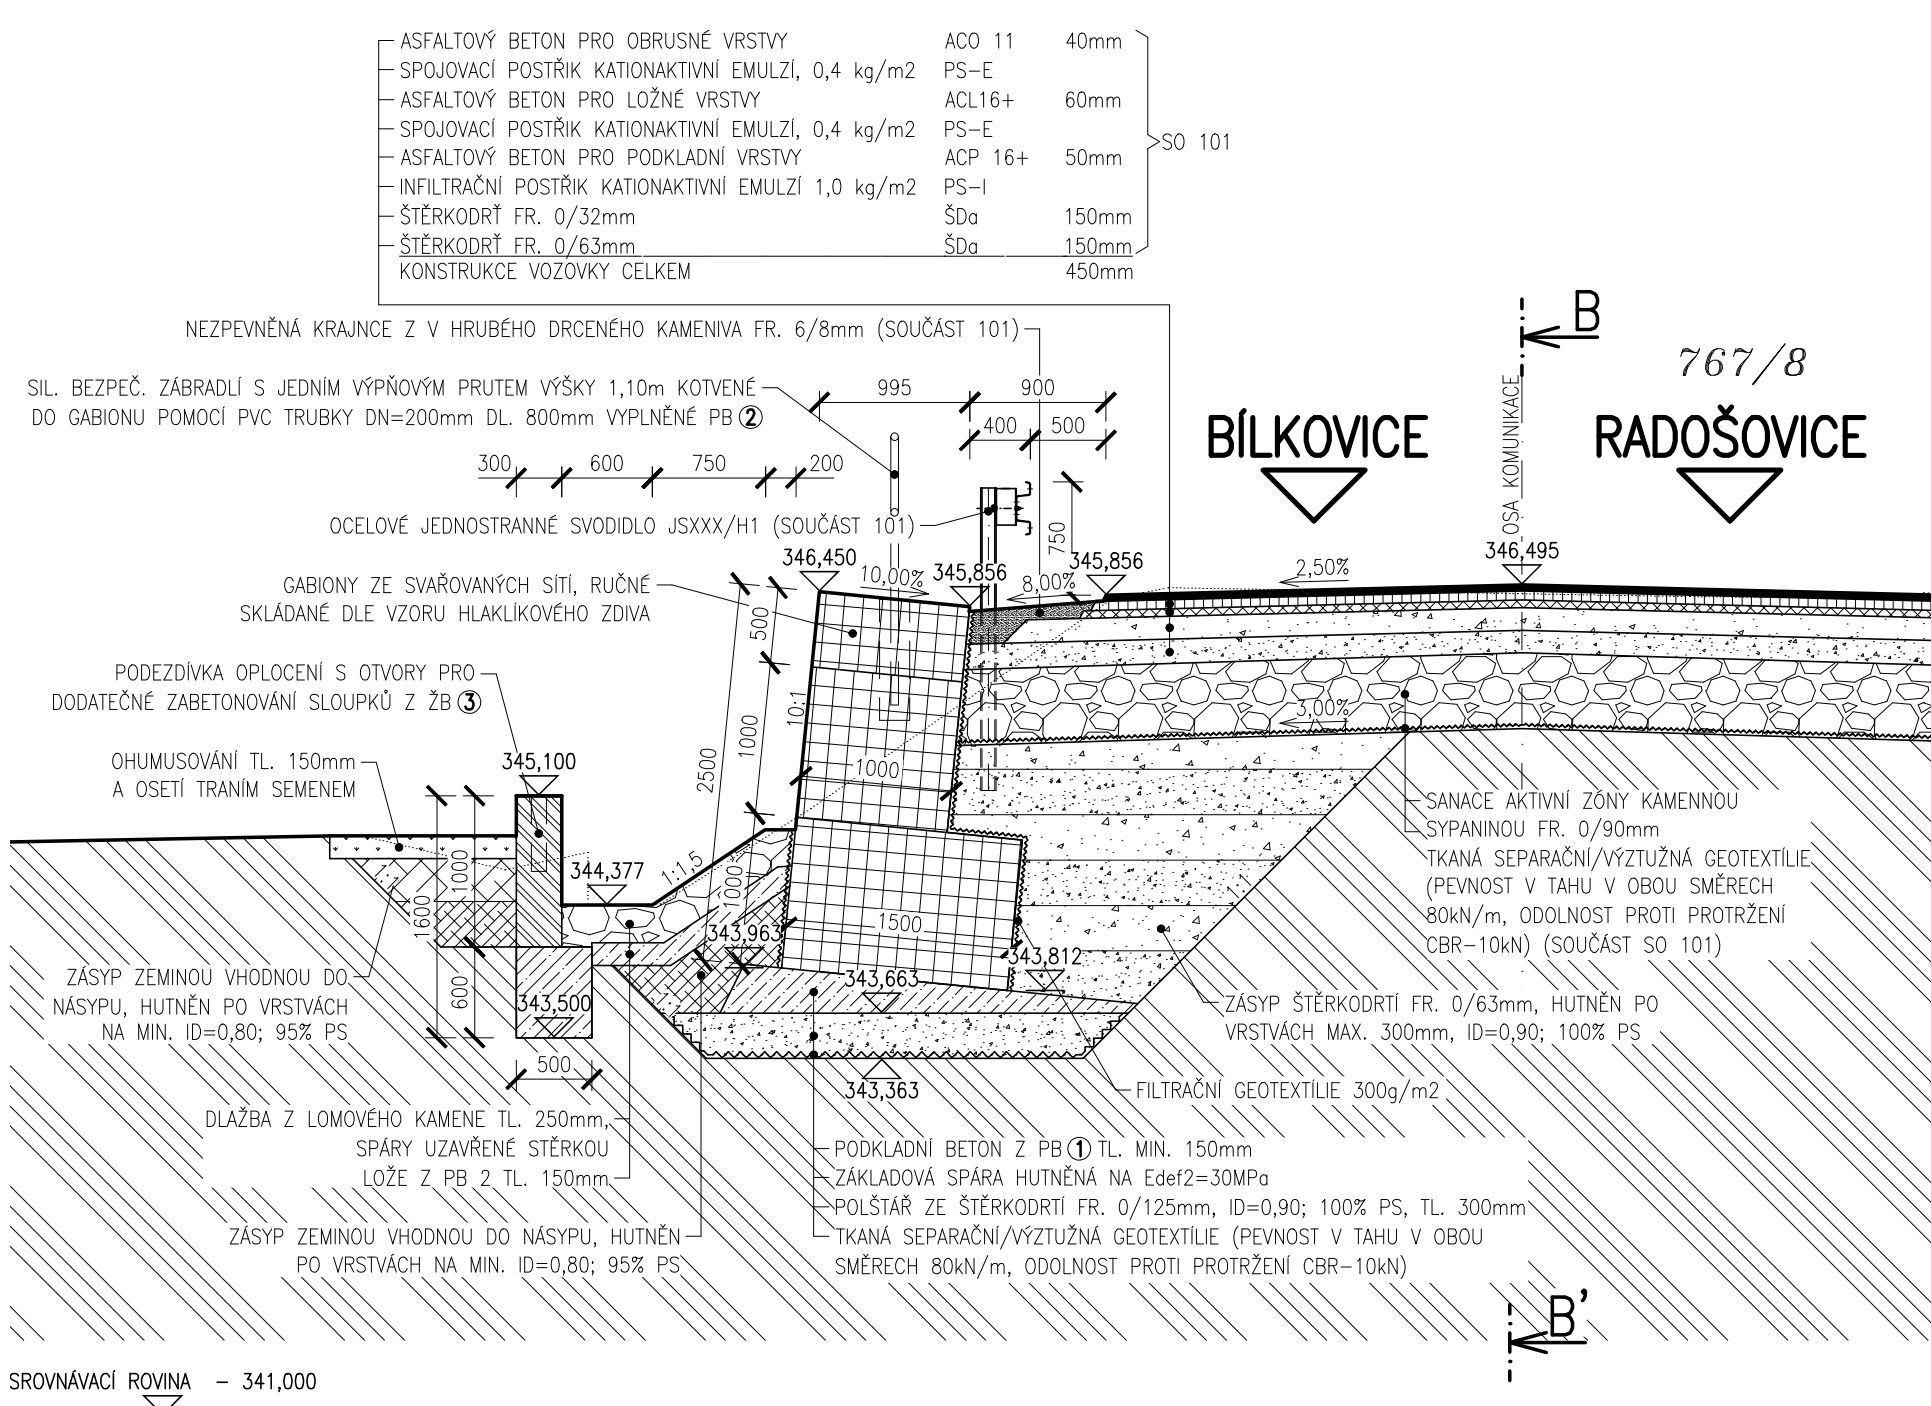 ASFALTOVÝ BETON PRO OBRUSNÉ VRSTVY ACO 11 40mm
SPOJOVACÍ POSTŘIK KATIONAKTIVNÍ EMULZÍ, 0,4 kg/m2 PS-E
ASFALTOVÝ BETON PRO LOŽNÉ VRSTVY ACL16+ 60mm
SPOJOVACÍ POSTŘIK KATIONAKTIVNÍ EMULZÍ, 0,4 kg/m2 PS-E
ASFALTOVÝ BETON PRO PODKLADNÍ VRSTVY ACP 16+ 50mm
INFILTRAČNÍ POSTŘIK KATIONAKTIVNÍ EMULZÍ 1,0 kg/m2 PS-I
ŠTĚRKODRŤ FR. 0/32mm ŠDa 150mm
ŠTĚRKODRŤ FR. 0/63mm ŠDa 150mm
KONSTRUKCE VOZOVKY CELKEM 450mm
SO 101
NEZPEVNĚNÁ KRAJNCE Z V HRUBÉHO DRCENÉHO KAMENIVA FR. 6/8mm (SOUČÁST 101)
B
767/8
SIL. BEZPEČ. ZÁBRADLÍ S JEDNÍM VÝPŇOVÝM PRUTEM VÝŠKY 1,10m KOTVENÉ
DO GABIONU POMOCÍ PVC TRUBKY DN=200mm DL. 800mm VYPLNĚNÉ PB 2
995 900
400 500
BÍLKOVICE
RADOŠOVICE
OSA KOMUNIKACE
300 600 750 200
OCELOVÉ JEDNOSTRANNÉ SVODIDLO JSXXX/H1 (SOUČÁST 101)
750
346,450
10,00%
345,856
8,00%
345,856
2,50%
346,495
GABIONY ZE SVAŘOVANÝCH SÍTÍ, RUČNÉ
SKLÁDANÉ DLE VZORU HLAKLÍKOVÉHO ZDIVA
500
PODEZDÍVKA OPLOCENÍ S OTVORY PRO
DODATEČNÉ ZABETONOVÁNÍ SLOUPKŮ Z ŽB 3
10:1
1000
2500
3,00%
1000
OHUMUSOVÁNÍ TL. 150mm
A OSETÍ TRANÍM SEMENEM
345,100
SANACE AKTIVNÍ ZÓNY KAMENNOU
SYPANINOU FR. 0/90mm
TKANÁ SEPARAČNÍ/VÝZTUŽNÁ GEOTEXTÍLIE
(PEVNOST V TAHU V OBOU SMĚRECH
80kN/m, ODOLNOST PROTI PROTRŽENÍ
CBR-10kN) (SOUČÁST SO 101)
1000
1600
344,377
1:1,5
1000
1500
343,963
343,812
343,663
ZÁSYP ZEMINOU VHODNOU DO
NÁSYPU, HUTNĚN PO VRSTVÁCH
NA MIN. ID=0,80; 95% PS
600
343,500
500
ZÁSYP ŠTĚRKODRTÍ FR. 0/63mm, HUTNĚN PO
VRSTVÁCH MAX. 300mm, ID=0,90; 100% PS
343,363
FILTRAČNÍ GEOTEXTÍLIE 300g/m2
DLAŽBA Z LOMOVÉHO KAMENE TL. 250mm,
SPÁRY UZAVŘENÉ STĚRKOU
LOŽE Z PB 2 TL. 150mm
PODKLADNÍ BETON Z PB 1 TL. MIN. 150mm
ZÁKLADOVÁ SPÁRA HUTNĚNÁ NA Edef2=30MPa
POLŠTÁŘ ZE ŠTĚRKODRTÍ FR. 0/125mm, ID=0,90; 100% PS, TL. 300mm
TKANÁ SEPARAČNÍ/VÝZTUŽNÁ GEOTEXTÍLIE (PEVNOST V TAHU V OBOU
SMĚRECH 80kN/m, ODOLNOST PROTI PROTRŽENÍ CBR-10kN)
ZÁSYP ZEMINOU VHODNOU DO NÁSYPU, HUTNĚN
PO VRSTVÁCH NA MIN. ID=0,80; 95% PS
B'
SROVNÁVACÍ ROVINA - 341,000